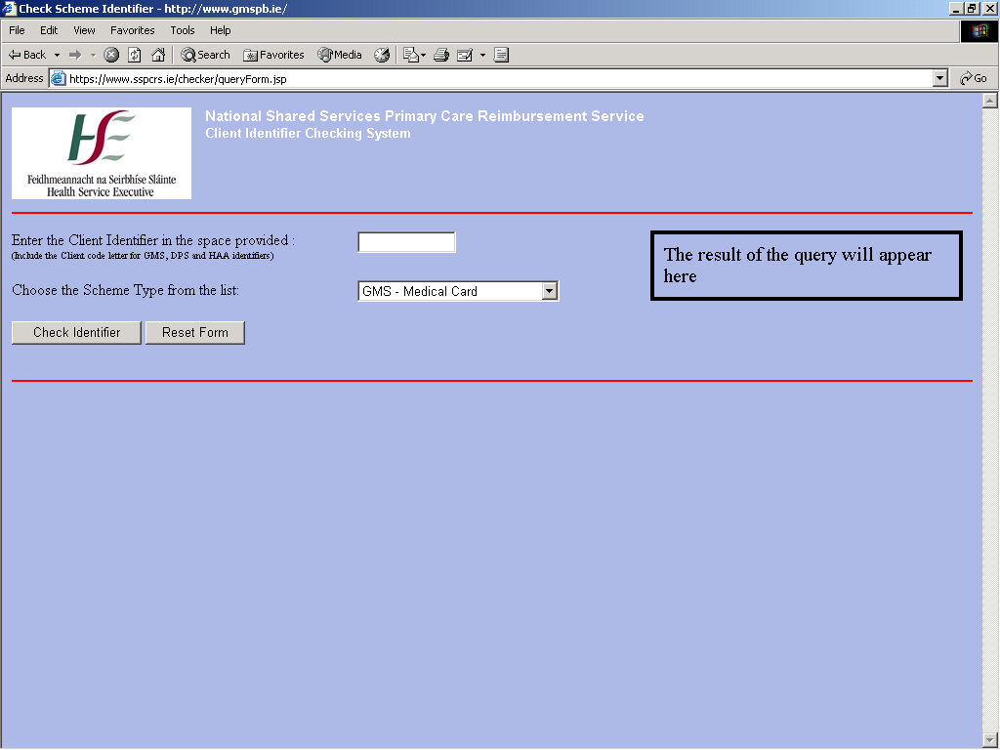 Check Scheme Identifier - http://www.gmspb.ie/
File Edit View Favorites Tools Help
Back Search Favorites Media
Address https://www.sspcrs.ie/checker/queryForm.jsp Go
National Shared Services Primary Care Reimbursement Service
Client Identifier Checking System
Feidhmeannacht na Seirbhíse Sláinte
Health Service Executive
Enter the Client Identifier in the space provided :
(Include the Client code letter for GMS, DPS and HAA identifiers)
The result of the query will appear
here
Choose the Scheme Type from the list: GMS - Medical Card
Check Identifier Reset Form